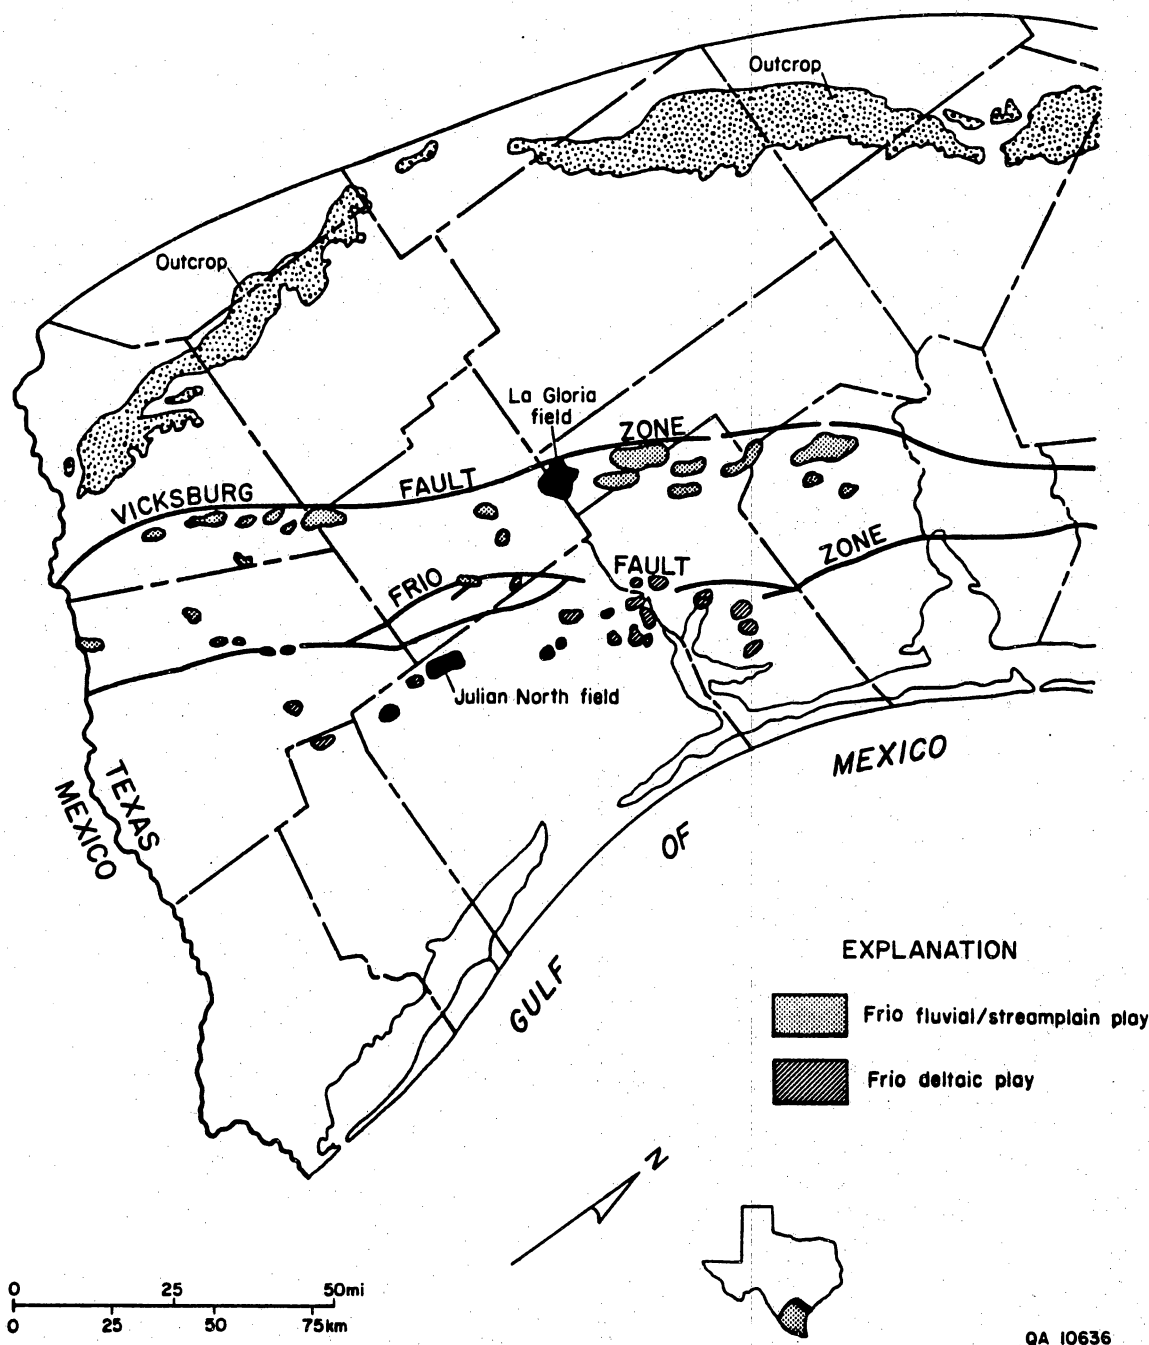 Outcrop
Outcrop
La Gloria
field
ZONE
FAULT
VICKSBURG
ZONE
FAULT
FRIO
Julian North field
TEXAS
MEXICO
MEXICO
OF
GULF
EXPLANATION
Frio fluvial/streamplain play
Frio deltaic play
N
0 25 50mi
0 25 50 75km
QA 10636